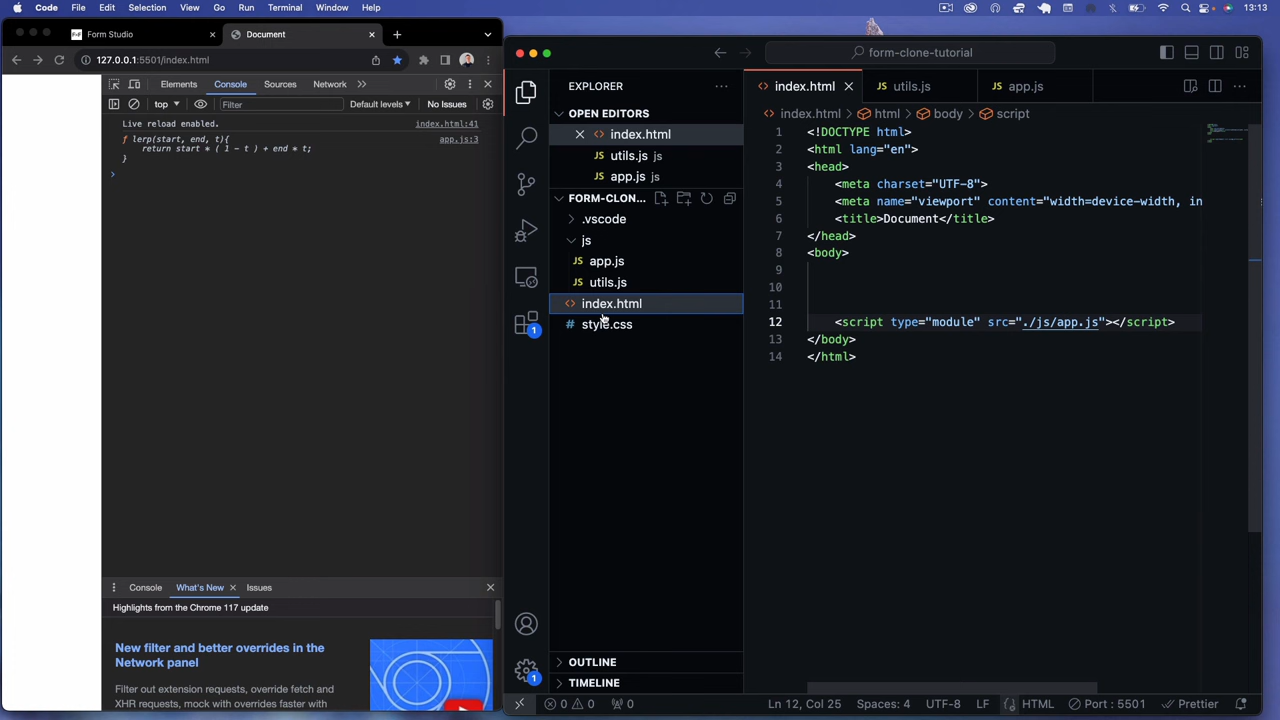 Code File Edit Selection View Go Run Terminal Window Help 13:13
Form Studio
Document
127.0.0.1:5501/index.html
Elements Console Sources Network
top Filter Default levels No Issues
Live reload enabled. index.html:41
ƒ lerp(start, end, t){ app.js:3
return start * ( 1 - t ) + end * t;
}
Console What's New Issues
Highlights from the Chrome 117 update
New filter and better overrides in the
Network panel
Filter out extension requests, override fetch and
XHR requests, mock with overrides faster with
form-clone-tutorial
EXPLORER
OPEN EDITORS
index.html
utils.js js
app.js js
FORM-CLON...
.vscode
js
JS app.js
JS utils.js
index.html
# style.css
OUTLINE
TIMELINE
1
1
index.html
JS utils.js
JS app.js
index.html > html > body > script
1 <!DOCTYPE html>
2 <html lang="en">
3 <head>
4 <meta charset="UTF-8">
5 <meta name="viewport" content="width=device-width, in
6 <title>Document</title>
7 </head>
8 <body>
9
10
11
12 <script type="module" src="./js/app.js"></script>
13 </body>
14 </html>
0 0 0 Ln 12, Col 25 Spaces: 4 UTF-8 LF HTML Port : 5501 Prettier